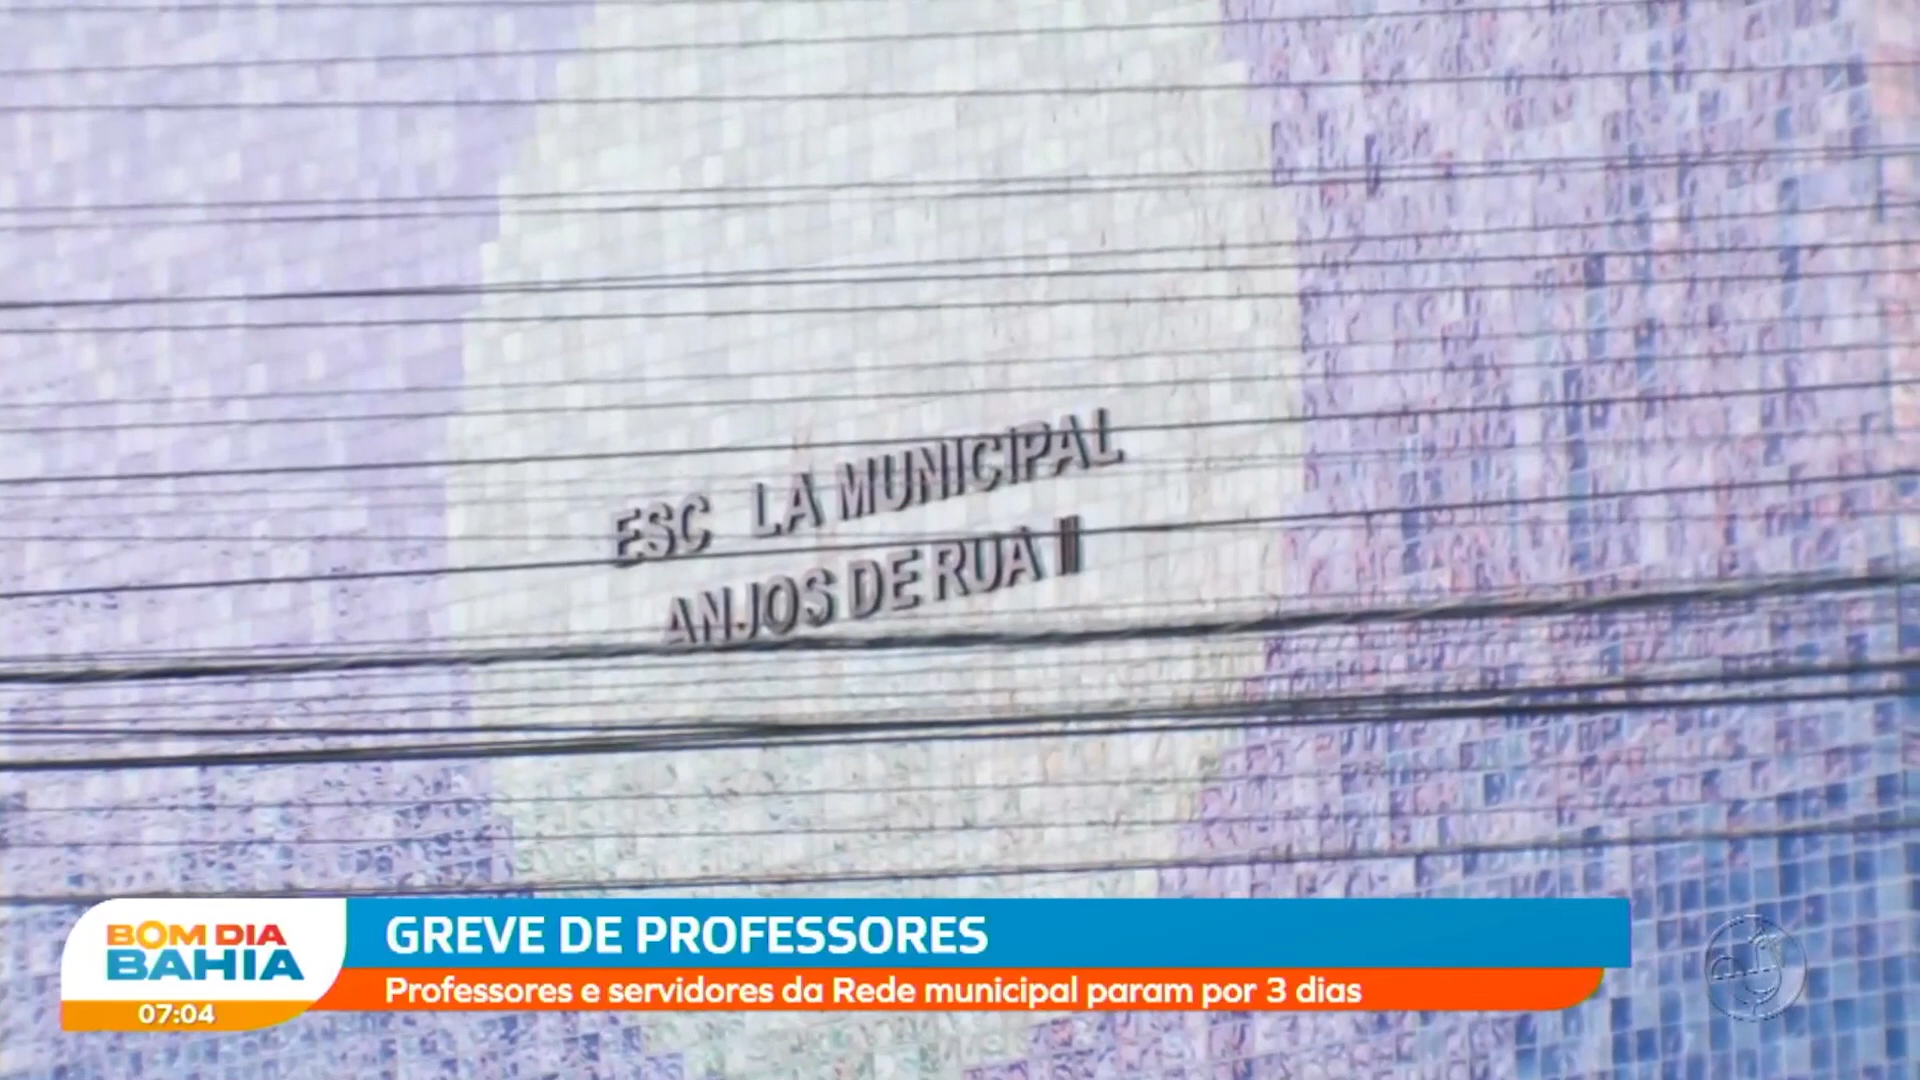 ESC LA MUNICIPAL
ANJOS DE RUA II
BOM DIA
BAHIA
07:04
GREVE DE PROFESSORES
Professores e servidores da Rede municipal param por 3 dias